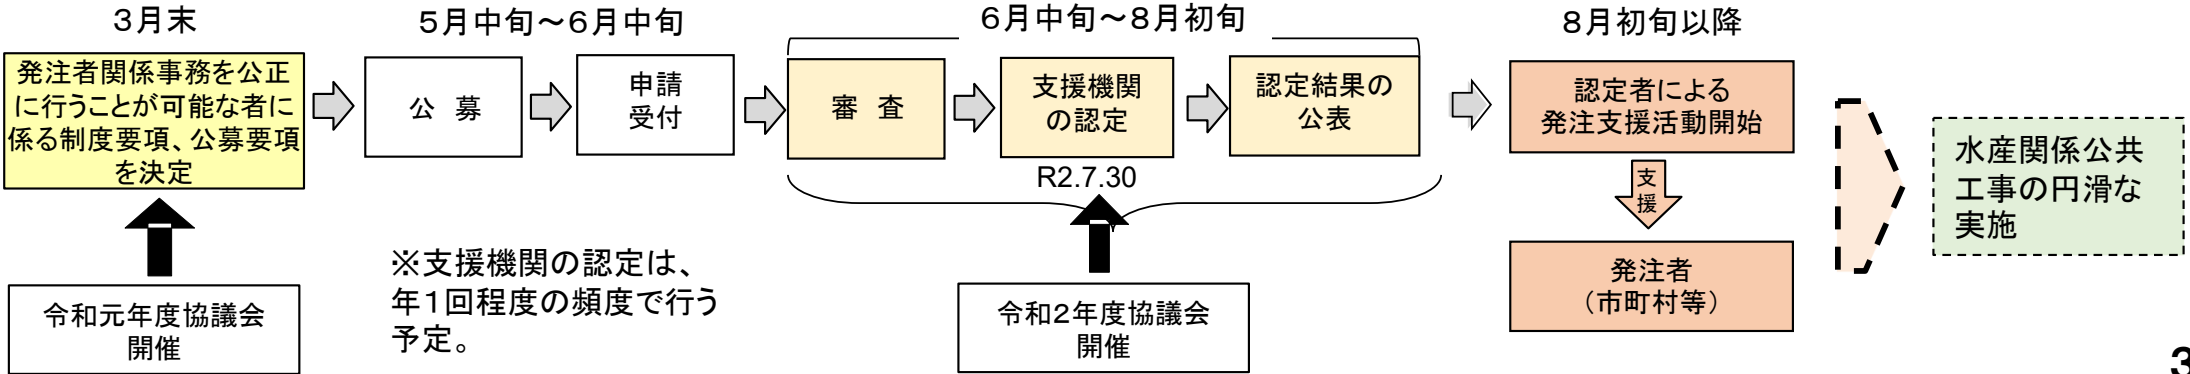 3月末
5月中旬～6月中旬
6月中旬～8月初旬
8月初旬以降
発注者関係事務を公正
に行うことが可能な者に
係る制度要項、公募要項
を決定
公 募
申請
受付
審 査
支援機関
の認定
認定結果の
公表
認定者による
発注支援活動開始
水産関係公共
工事の円滑な
実施
R2.7.30
支
援
発注者
（市町村等）
※支援機関の認定は、
年1回程度の頻度で行う
予定。
令和元年度協議会
開催
令和2年度協議会
開催
3